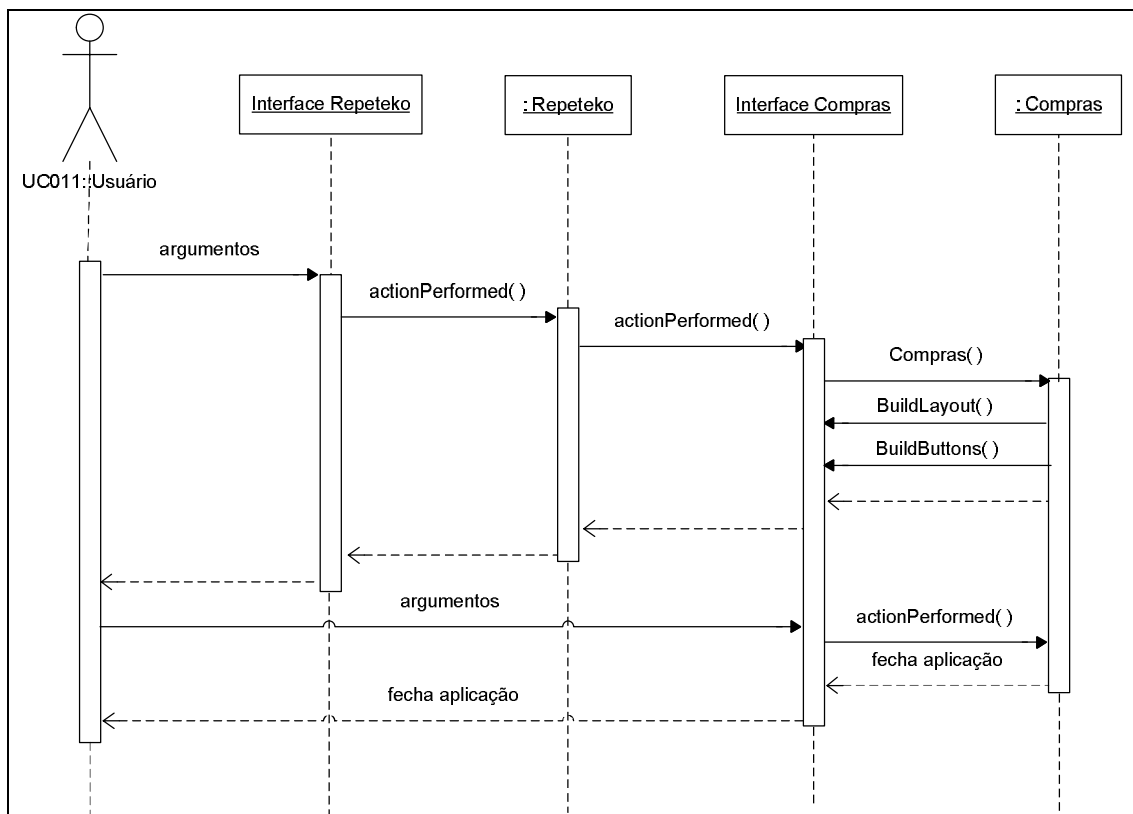 Interface Repeteko
: Repeteko
Interface Compras
: Compras
UC011::Usuário
argumentos
actionPerformed( )
actionPerformed( )
Compras( )
BuildLayout( )
BuildButtons( )
argumentos
actionPerformed( )
fecha aplicação
fecha aplicação